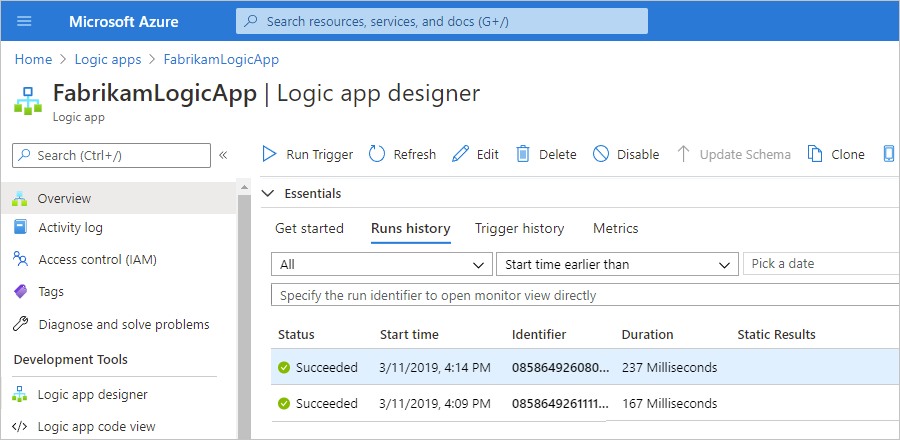 Microsoft Azure
Search resources, services, and docs (G+/)
Home > Logic apps > FabrikamLogicApp
FabrikamLogicApp | Logic app designer
Logic app
Search (Ctrl+/) «
Run Trigger Refresh Edit Delete Disable Update Schema Clone
Overview
Activity log
Access control (IAM)
Tags
Diagnose and solve problems
Development Tools
Logic app designer
Logic app code view
Essentials
Get started Runs history Trigger history Metrics
All Start time earlier than Pick a date
Specify the run identifier to open monitor view directly
Status Start time Identifier Duration Static Results
Succeeded 3/11/2019, 4:14 PM 085864926080... 237 Milliseconds
Succeeded 3/11/2019, 4:09 PM 0858649261111... 167 Milliseconds